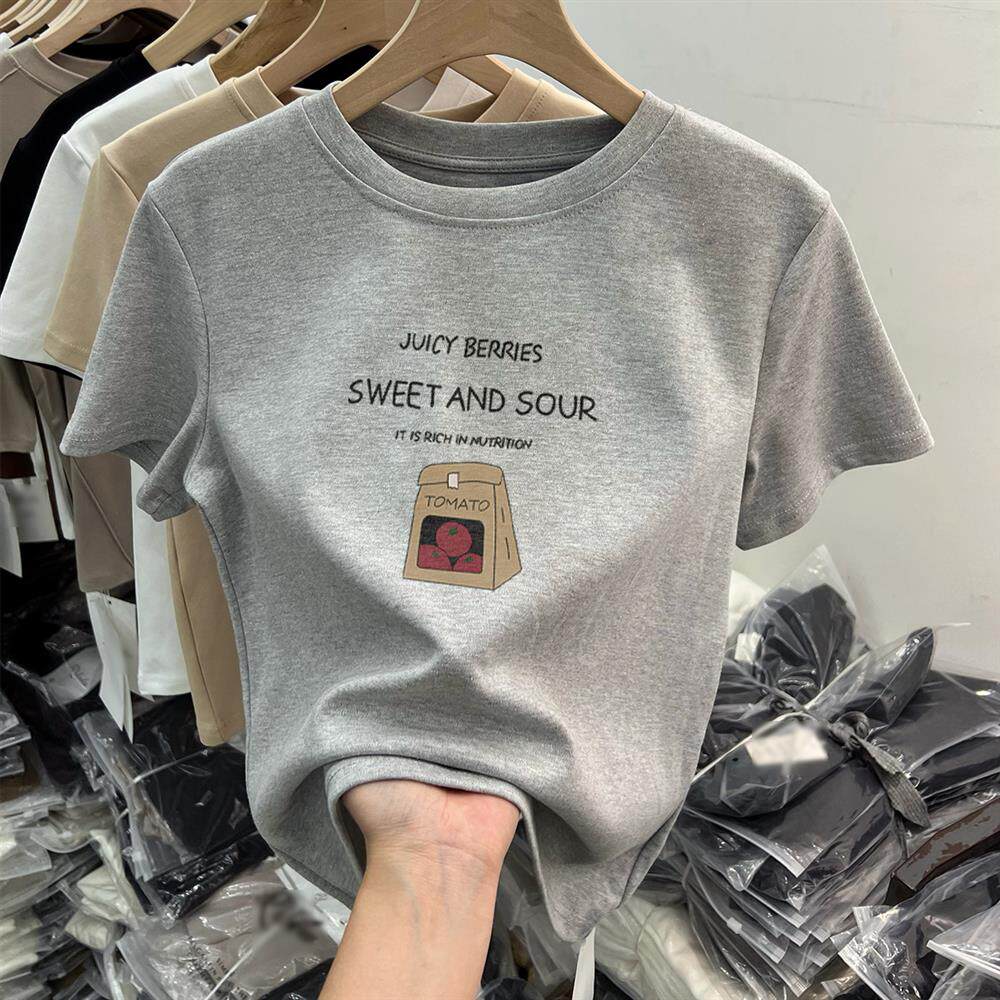 JUICY BERRIES
SWEET AND SOUR
IT IS RICH IN NUTRITION
TOMATO